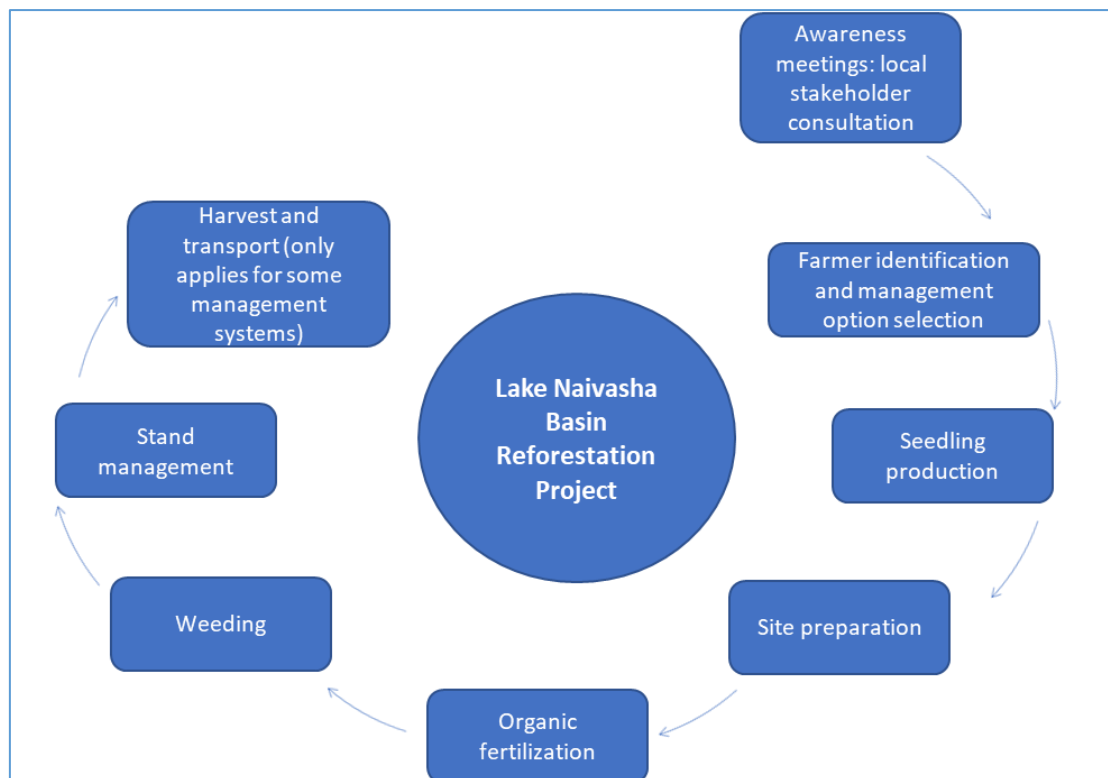 Awareness
meetings: local
stakeholder
consultation
Farmer identification
and management
option selection
Seedling
production
Site preparation
Organic
fertilization
Weeding
Stand
management
Harvest and
transport (only
applies for some
management
systems)
Lake Naivasha
Basin
Reforestation
Project